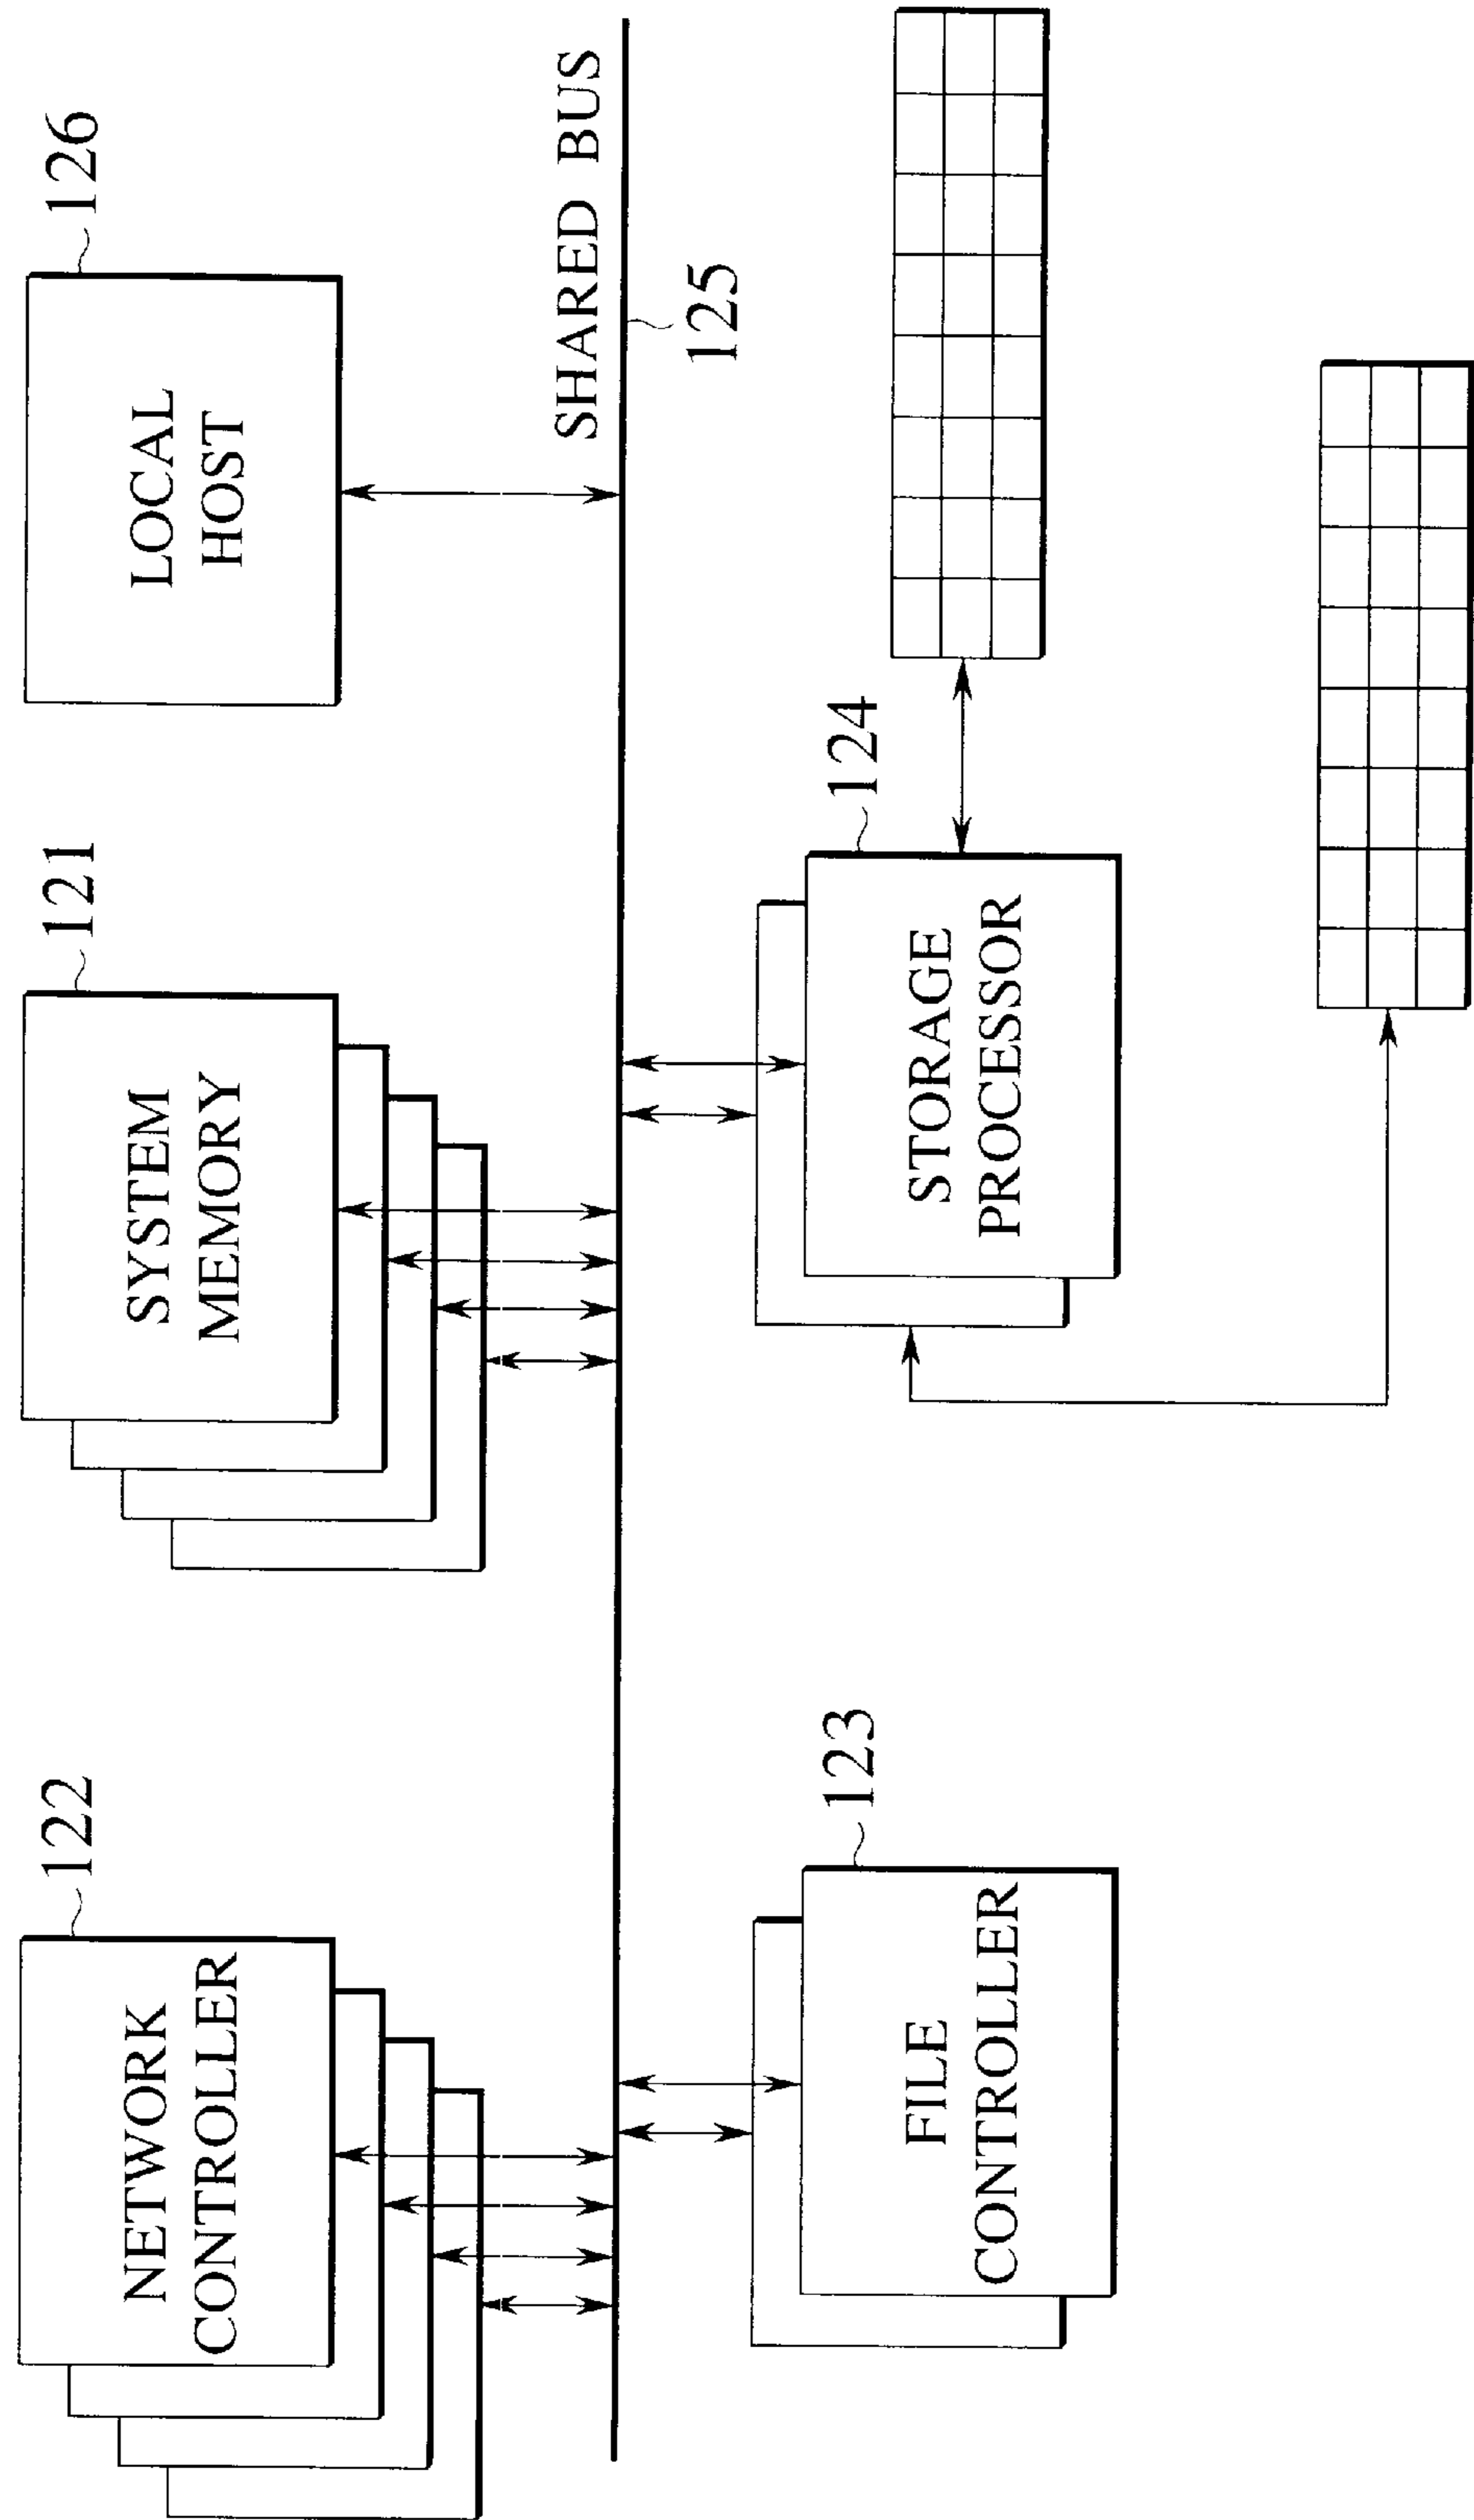 122
NETWORK
CONTROLLER
121
SYSTEM
MEMORY
126
LOCAL
HOST
SHARED BUS
125
123
FILE
CONTROLLER
124
STORAGE
PROCESSOR